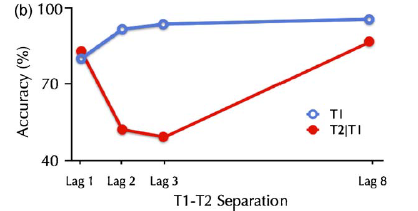 (b)
100
70
40
Accuracy (%)
T1
T2|T1
Lag 1 Lag 2 Lag 3 Lag 8
T1-T2 Separation